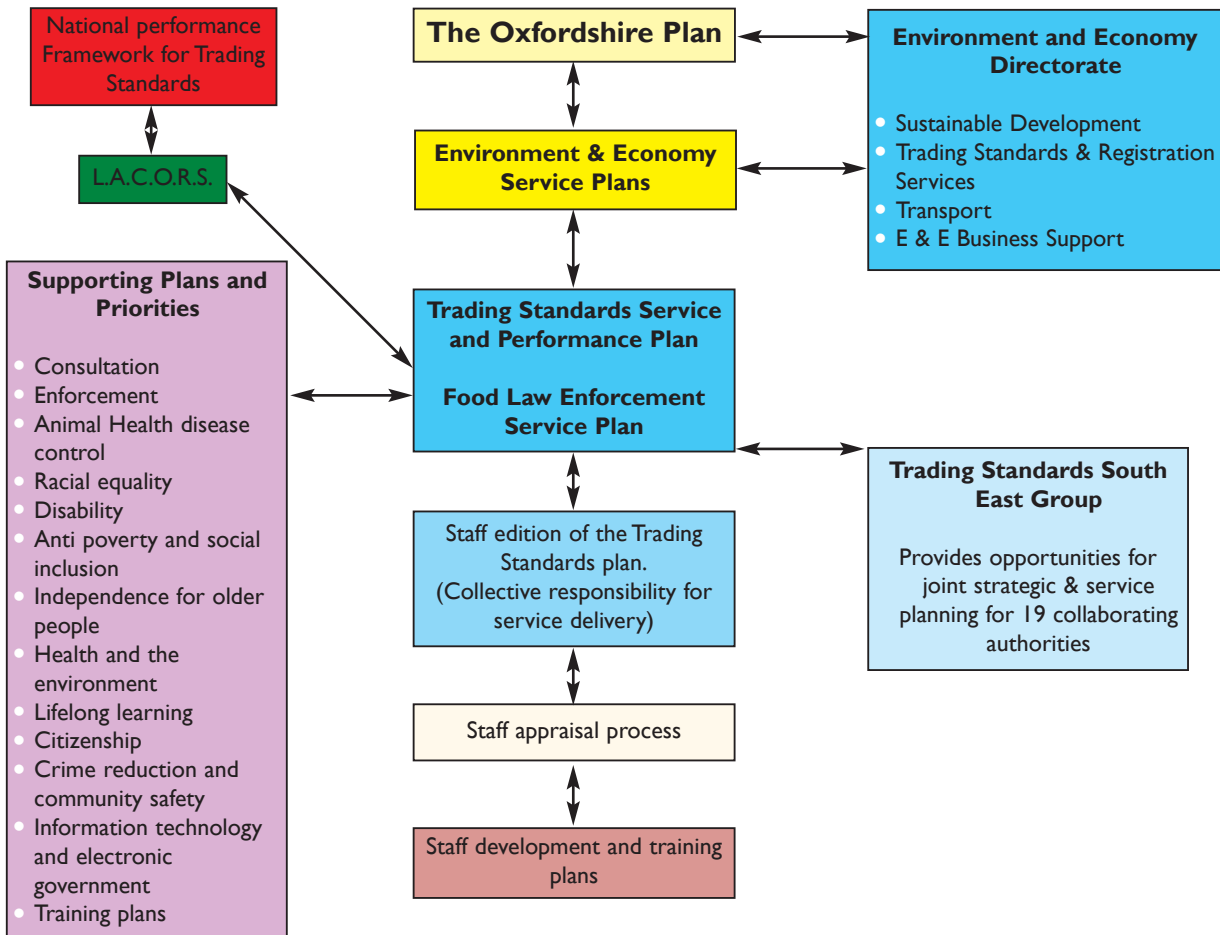 National performance
Framework for Trading
Standards
L.A.C.O.R.S.
The Oxfordshire Plan
Environment & Economy
Service Plans
Environment and Economy
Directorate
• Sustainable Development
• Trading Standards & Registration
Services
• Transport
• E & E Business Support
Supporting Plans and
Priorities
• Consultation
• Enforcement
• Animal Health disease
control
• Racial equality
• Disability
• Anti poverty and social
inclusion
• Independence for older
people
• Health and the
environment
• Lifelong learning
• Citizenship
• Crime reduction and
community safety
• Information technology
and electronic
government
• Training plans
Trading Standards Service
and Performance Plan
Food Law Enforcement
Service Plan
Trading Standards South
East Group
Provides opportunities for
joint strategic & service
planning for 19 collaborating
authorities
Staff edition of the Trading
Standards plan.
(Collective responsibility for
service delivery)
Staff appraisal process
Staff development and training
plans